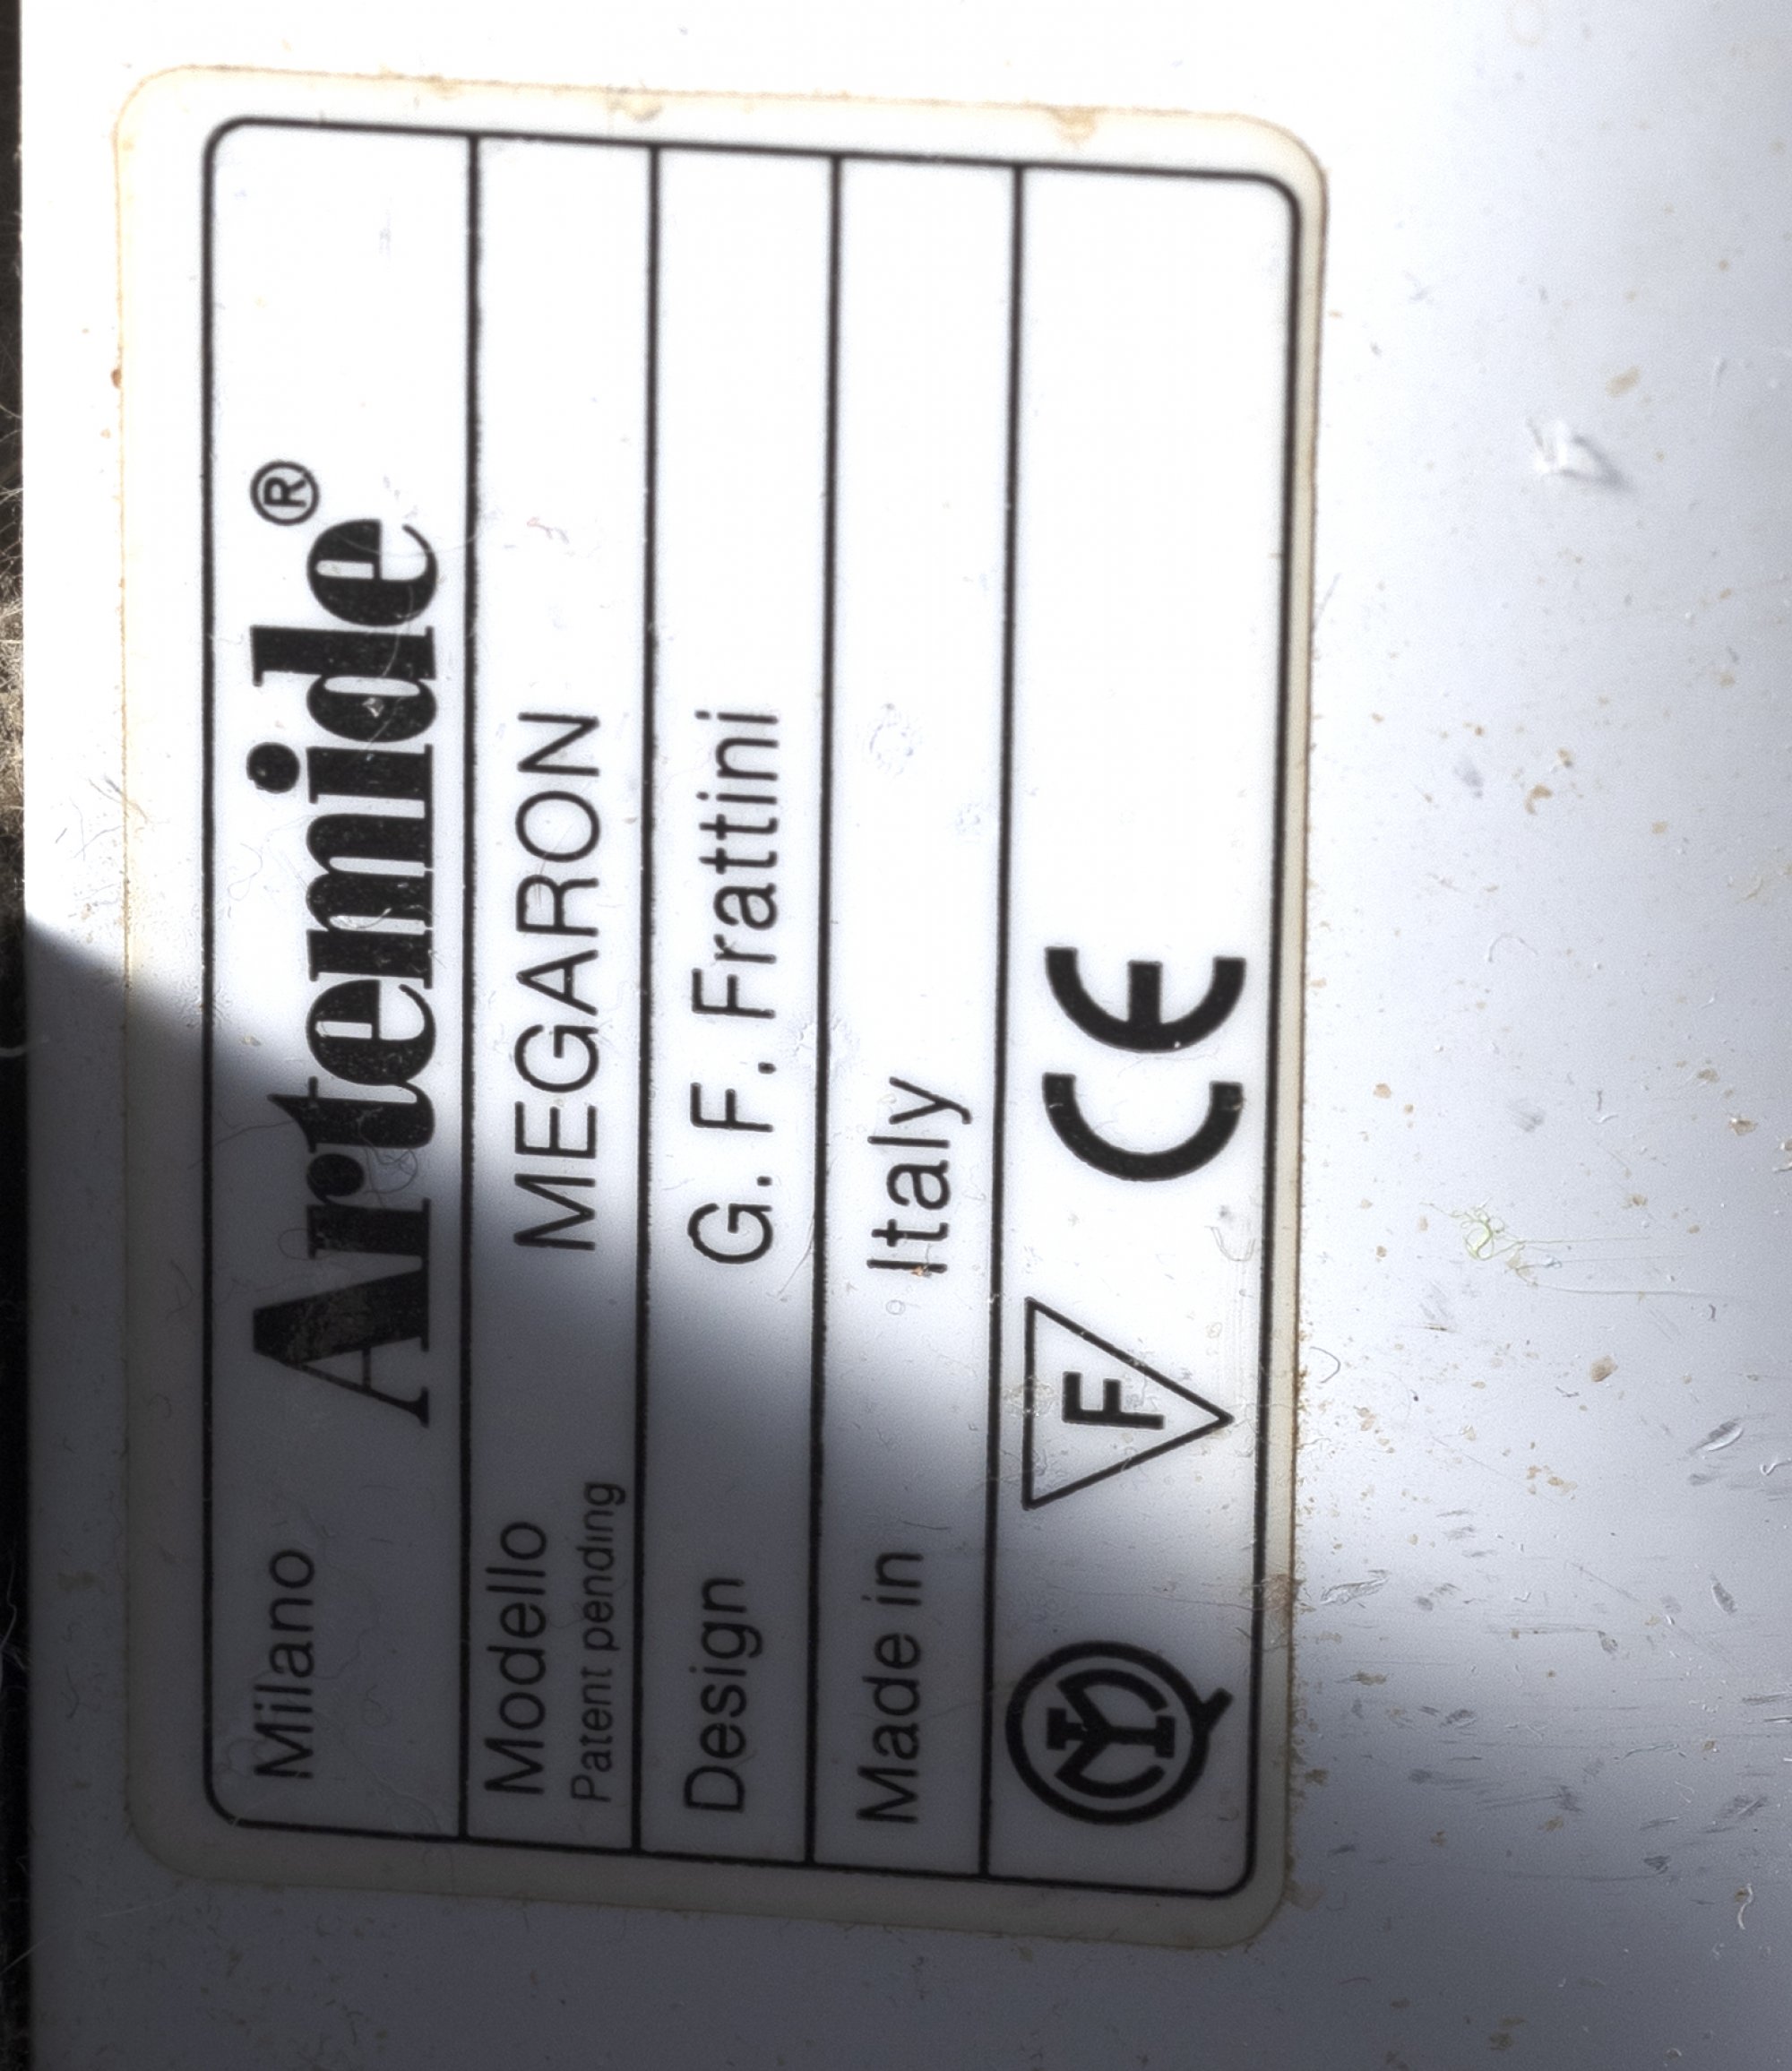 Milano Artemide®
Modello MEGARON
Patent pending
Design G. F. Frattini
Made in Italy
F CE